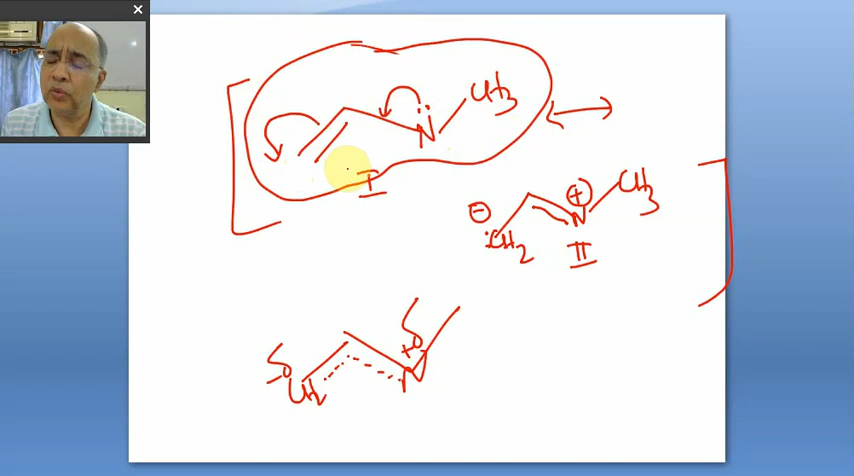 CH3
N̈
I
⊖
⊕
CH3
:CH2
N
II
δ+
δ-
CH2
N